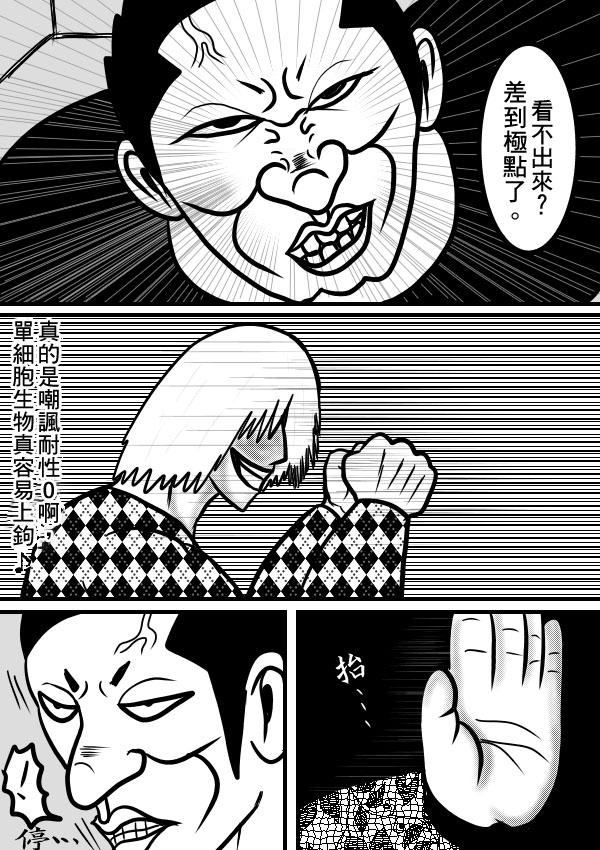 看不出來?
差到極點了。
真的是嘲諷耐性0啊,
單細胞生物真容易上鉤♪
抬…
!
停…